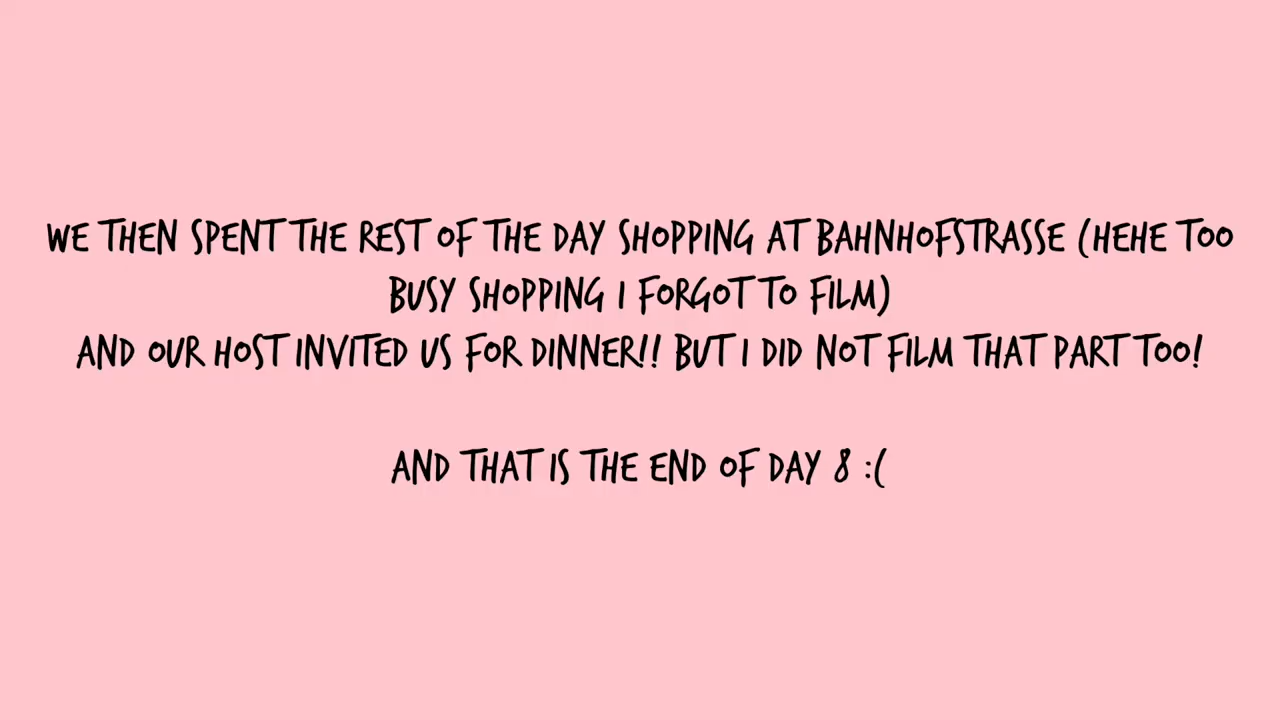 WE THEN SPENT THE REST OF THE DAY SHOPPING AT BAHNHOFSTRASSE (HEHE TOO
BUSY SHOPPING I FORGOT TO FILM)
AND OUR HOST INVITED US FOR DINNER!! BUT I DID NOT FILM THAT PART TOO!
AND THAT IS THE END OF DAY 8 :(